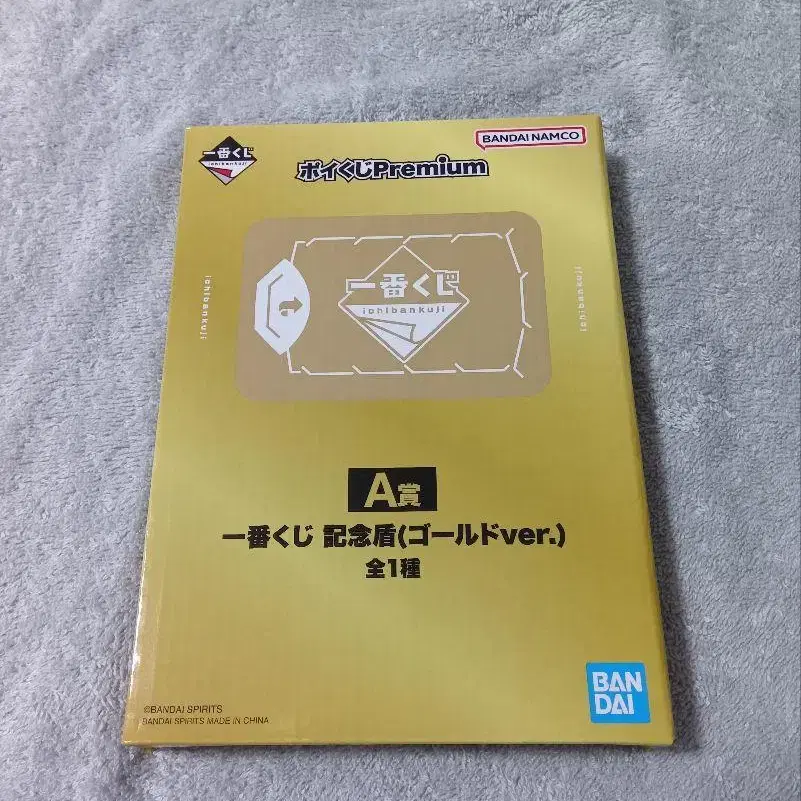 一番くじ
ichibankuji
BANDAI NAMCO
ポイくじPremium
ichibankuji
一番くじ
ichibankuji
ichibankuji
A賞
一番くじ 記念盾(ゴールドver.)
全1種
©BANDAI SPIRITS
BANDAI SPIRITS MADE IN CHINA
BAN
DAI